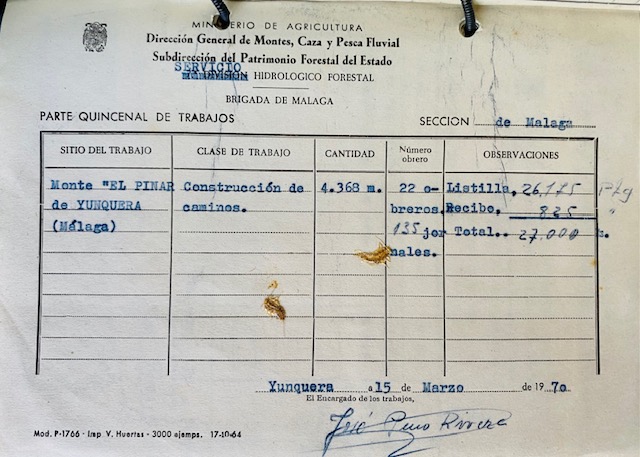 MINISTERIO DE AGRICULTURA
Dirección General de Montes, Caza y Pesca Fluvial
Subdirección del Patrimonio Forestal del Estado
SERVICIO
DIVISIÓN HIDROLOGICO FORESTAL
BRIGADA DE MALAGA
PARTE QUINCENAL DE TRABAJOS
SECCION de Malaga
SITIO DEL TRABAJO CLASE DE TRABAJO CANTIDAD Número obrero OBSERVACIONES
Monte "EL PINAR Construcción de 4.368 m. 22 o- Listilla, 26,175 Ptg
de YUNQUERA caminos. breros. Recibo, 825 "
(Málaga) 135 jor Total.. 27.000 "
nales.
Yunquera a 15 de Marzo de 1970
El Encargado de los trabajos,
José Rivera
Mod. P-1766 - Imp V. Huertas - 3000 ejemps. 17-10-64